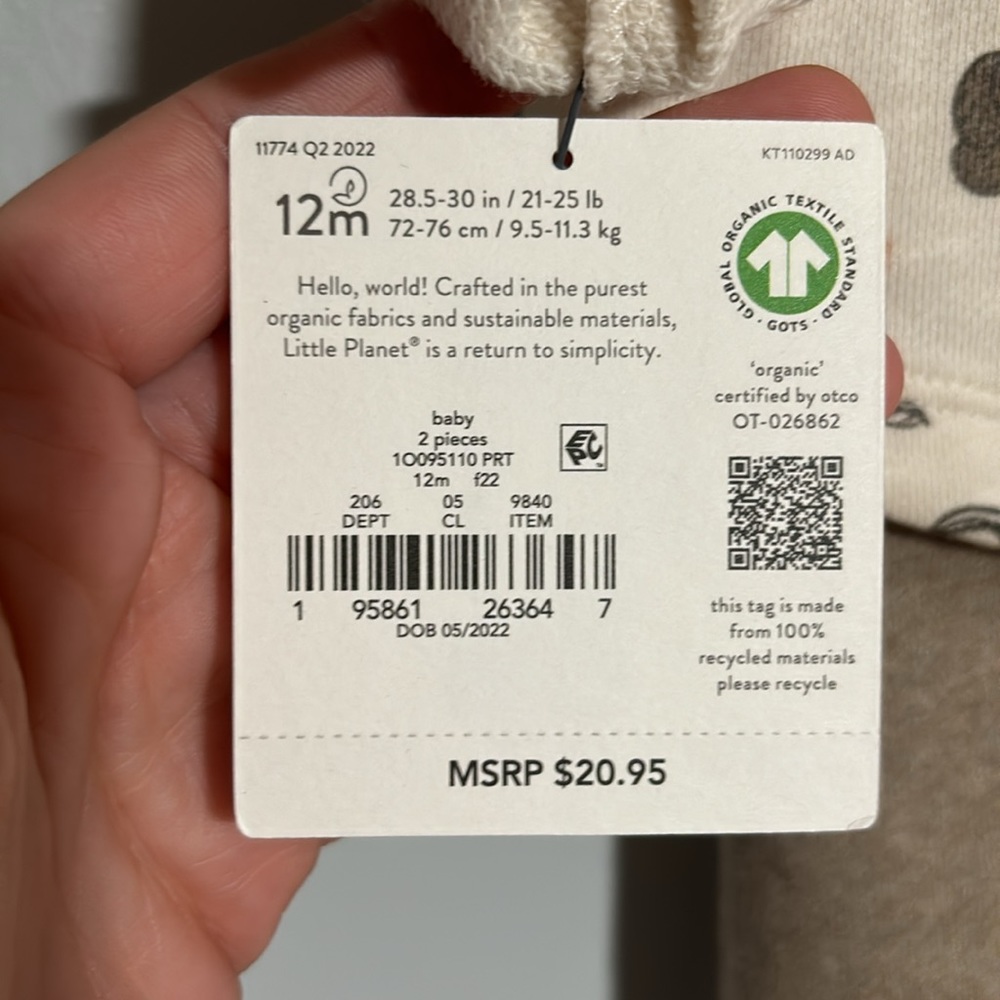 11774 Q2 2022
KT110299 AD
12m
28.5-30 in / 21-25 lb
72-76 cm / 9.5-11.3 kg
Hello, world! Crafted in the purest
organic fabrics and sustainable materials,
Little Planet® is a return to simplicity.
GLOBAL ORGANIC TEXTILE STANDARD · GOTS ·
'organic'
certified by otco
OT-026862
baby
2 pieces
1O095110 PRT
12m f22
EPC™
206 05 9840
DEPT CL ITEM
1 95861 26364 7
DOB 05/2022
this tag is made
from 100%
recycled materials
please recycle
MSRP $20.95